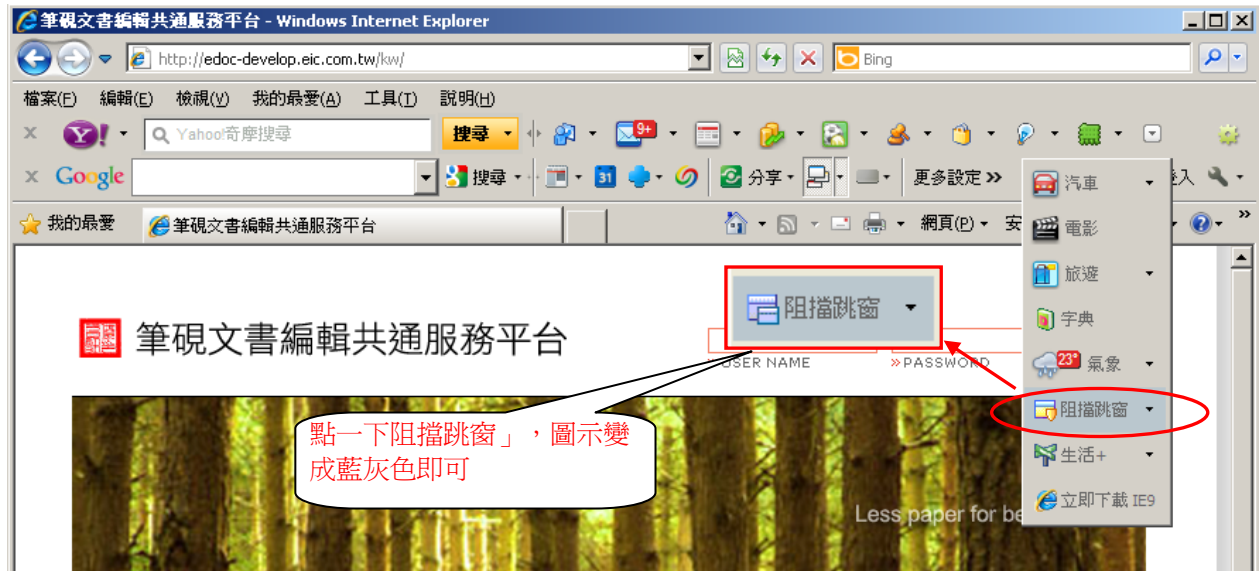 筆硯文書編輯共通服務平台 - Windows Internet Explorer
http://edoc-develop.eic.com.tw/kw/
Bing
檔案(F) 編輯(E) 檢視(V) 我的最愛(A) 工具(T) 說明(H)
x Y! Yahoo!奇摩搜尋 搜尋 9+
x Google 搜尋 31 分享 更多設定 » 登入
我的最愛 筆硯文書編輯共通服務平台 網頁(P) 安 »
汽車
電影
旅遊
字典
23° 氣象
阻擋跳窗
生活+
立即下載 IE9
阻擋跳窗
筆硯文書編輯共通服務平台
»USER NAME »PASSWORD
點一下阻擋跳窗」，圖示變
成藍灰色即可
Less paper for be